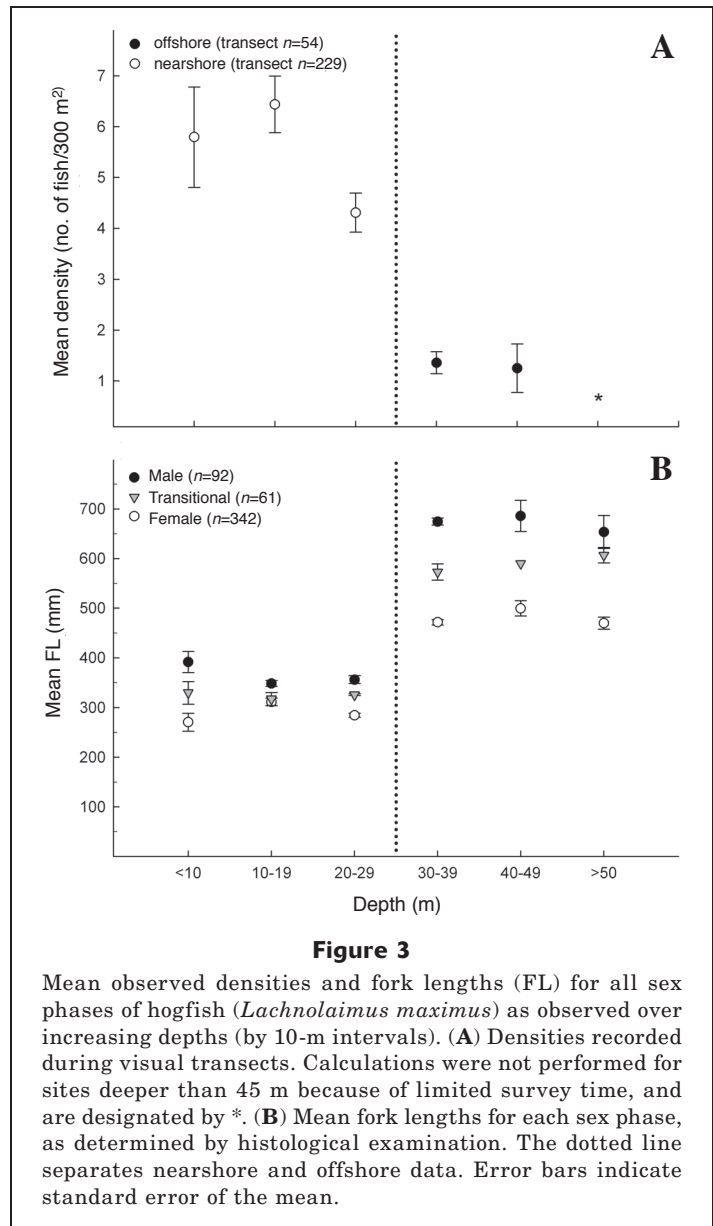 offshore (transect n=54)
nearshore (transect n=229)
A
7
6
5
4
3
2
1
Mean density (no. of fish/300 m²)
*
Male (n=92)
Transitional (n=61)
Female (n=342)
B
700
600
500
400
300
200
100
Mean FL (mm)
<10 10-19 20-29 30-39 40-49 >50
Depth (m)
Figure 3
Mean observed densities and fork lengths (FL) for all sex
phases of hogfish (Lachnolaimus maximus) as observed over
increasing depths (by 10-m intervals). (A) Densities recorded
during visual transects. Calculations were not performed for
sites deeper than 45 m because of limited survey time, and
are designated by *. (B) Mean fork lengths for each sex phase,
as determined by histological examination. The dotted line
separates nearshore and offshore data. Error bars indicate
standard error of the mean.